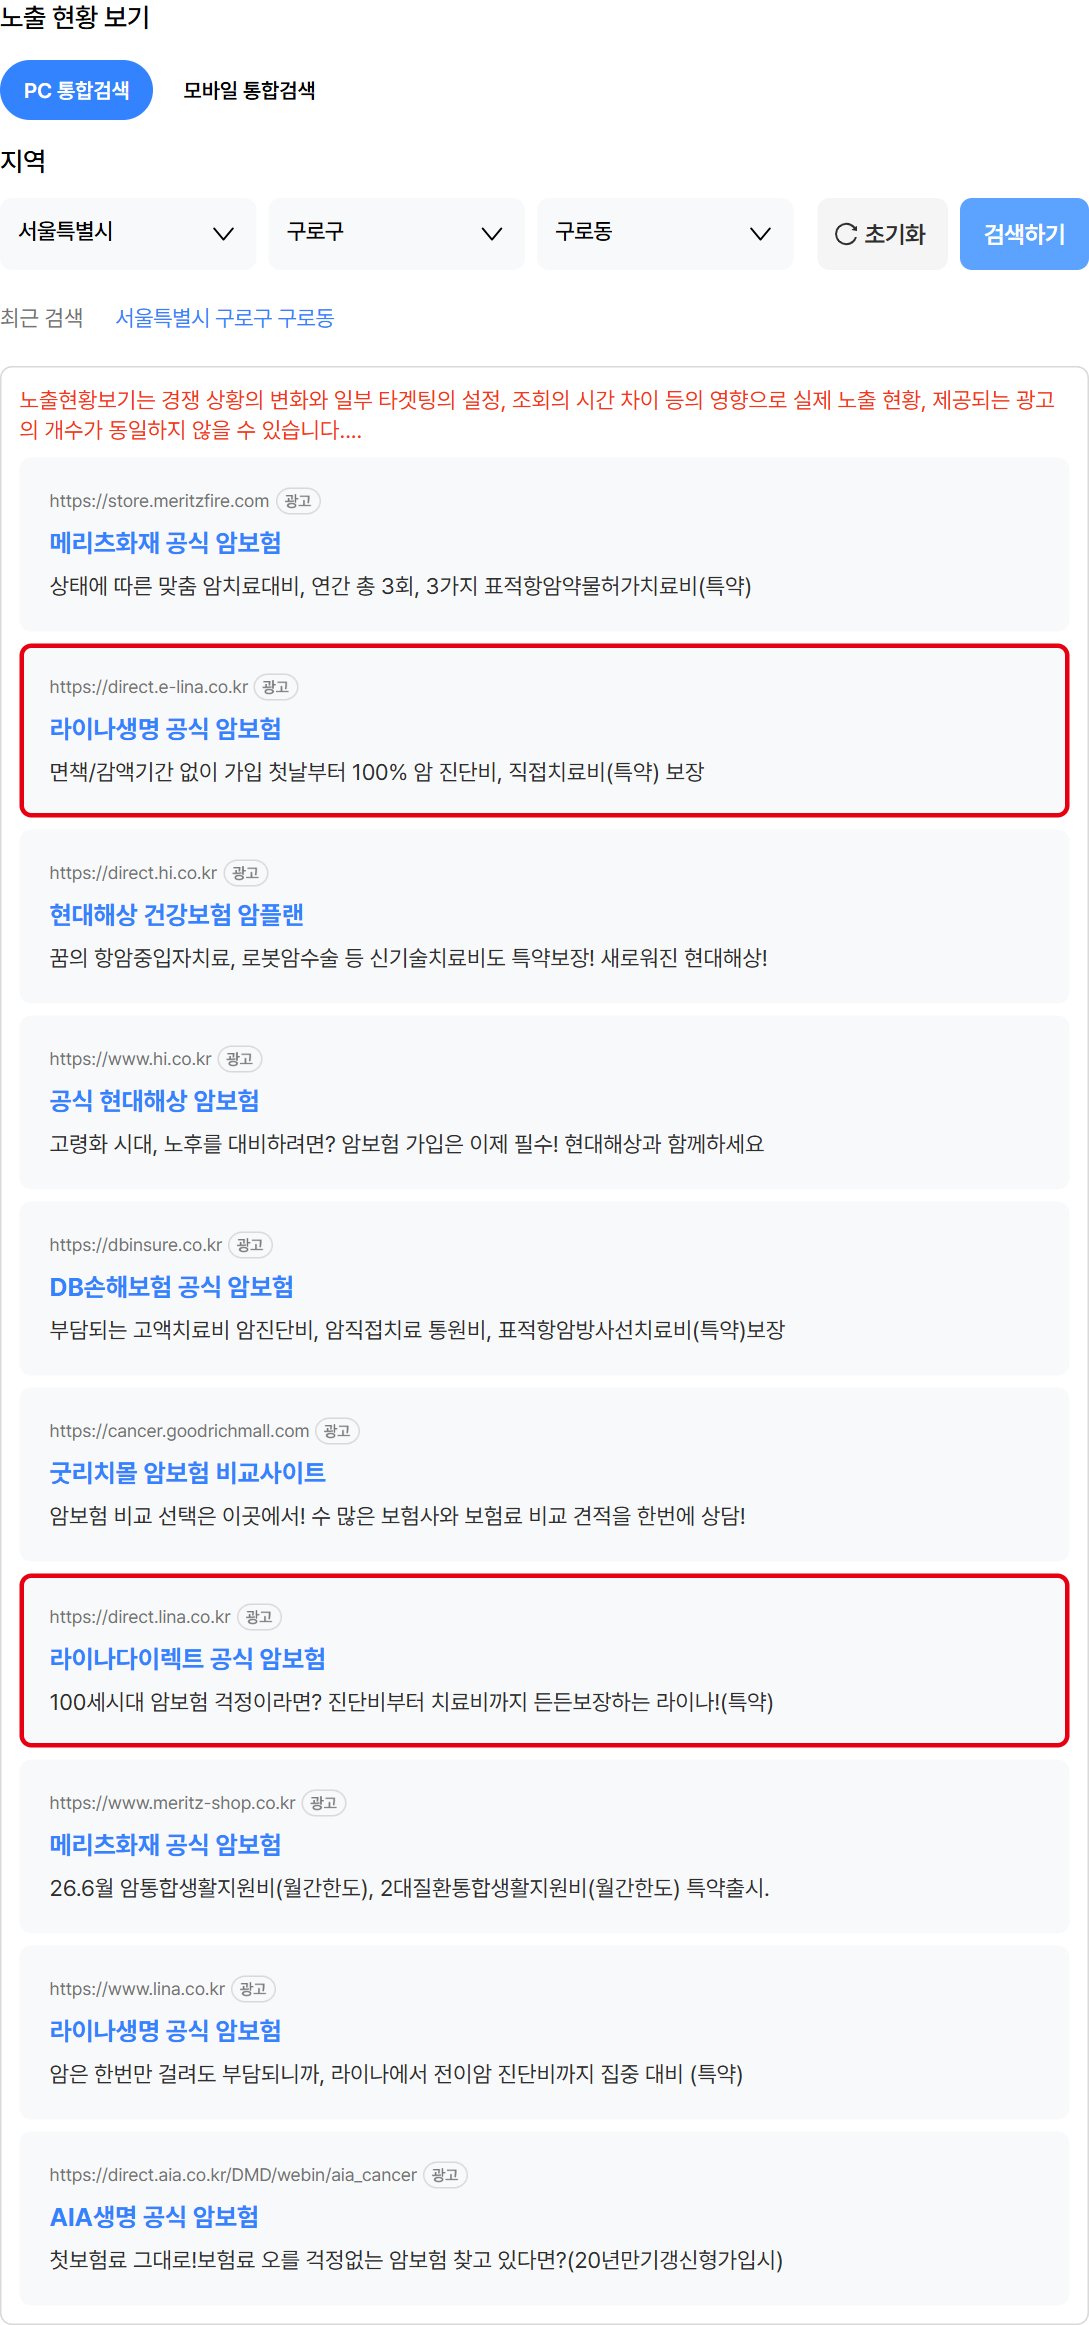 노출 현황 보기
PC 통합검색 모바일 통합검색
지역
서울특별시 구로구 구로동 초기화 검색하기
최근 검색 서울특별시 구로구 구로동
노출현황보기는 경쟁 상황의 변화와 일부 타겟팅의 설정, 조회의 시간 차이 등의 영향으로 실제 노출 현황, 제공되는 광고
의 개수가 동일하지 않을 수 있습니다....
https://store.meritzfire.com 광고
메리츠화재 공식 암보험
상태에 따른 맞춤 암치료대비, 연간 총 3회, 3가지 표적항암약물허가치료비(특약)
https://direct.e-lina.co.kr 광고
라이나생명 공식 암보험
면책/감액기간 없이 가입 첫날부터 100% 암 진단비, 직접치료비(특약) 보장
https://direct.hi.co.kr 광고
현대해상 건강보험 암플랜
꿈의 항암중입자치료, 로봇암수술 등 신기술치료비도 특약보장! 새로워진 현대해상!
https://www.hi.co.kr 광고
공식 현대해상 암보험
고령화 시대, 노후를 대비하려면? 암보험 가입은 이제 필수! 현대해상과 함께하세요
https://dbinsure.co.kr 광고
DB손해보험 공식 암보험
부담되는 고액치료비 암진단비, 암직접치료 통원비, 표적항암방사선치료비(특약)보장
https://cancer.goodrichmall.com 광고
굿리치몰 암보험 비교사이트
암보험 비교 선택은 이곳에서! 수 많은 보험사와 보험료 비교 견적을 한번에 상담!
https://direct.lina.co.kr 광고
라이나다이렉트 공식 암보험
100세시대 암보험 걱정이라면? 진단비부터 치료비까지 든든보장하는 라이나!(특약)
https://www.meritz-shop.co.kr 광고
메리츠화재 공식 암보험
26.6월 암통합생활지원비(월간한도), 2대질환통합생활지원비(월간한도) 특약출시.
https://www.lina.co.kr 광고
라이나생명 공식 암보험
암은 한번만 걸려도 부담되니까, 라이나에서 전이암 진단비까지 집중 대비 (특약)
https://direct.aia.co.kr/DMD/webin/aia_cancer 광고
AIA생명 공식 암보험
첫보험료 그대로!보험료 오를 걱정없는 암보험 찾고 있다면?(20년만기갱신형가입시)